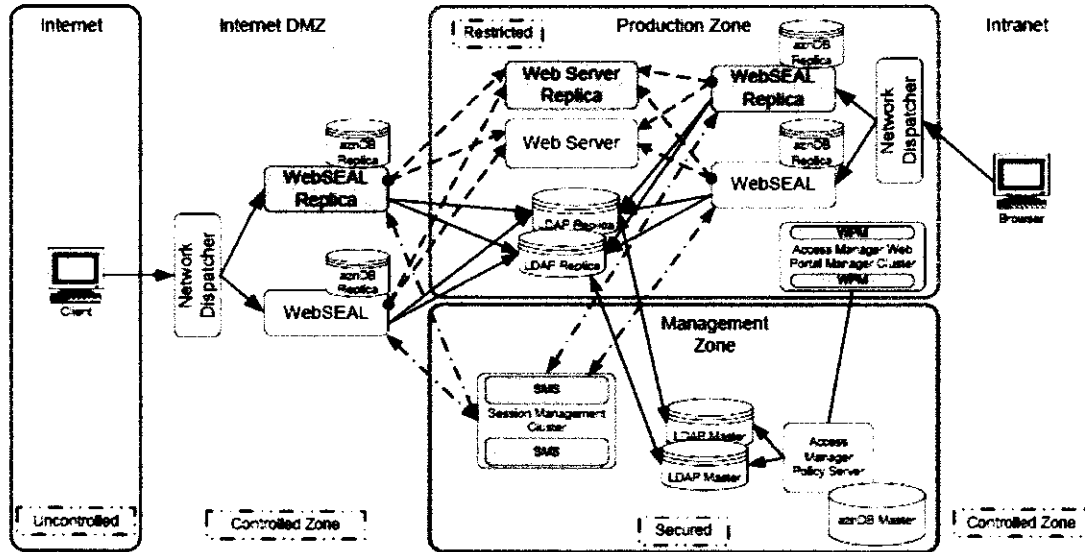 Internet
Internet DMZ
Restricted
Production Zone
Intranet
aznDB
Replica
Web Server
Replica
WebSEAL
Replica
Network
Dispatcher
aznDB
Replica
Web Server
aznDB
Replica
WebSEAL
Replica
WebSEAL
Browser
LDAP Replica
LDAP Replica
WPM
Access Manager Web
Portal Manager Cluster
WPM
Client
Network
Dispatcher
aznDB
Replica
WebSEAL
Management
Zone
SMS
Session Management
Cluster
SMS
LDAP Master
LDAP Master
Access
Manager
Policy Server
aznDB Master
Uncontrolled
Controlled Zone
Secured
Controlled Zone